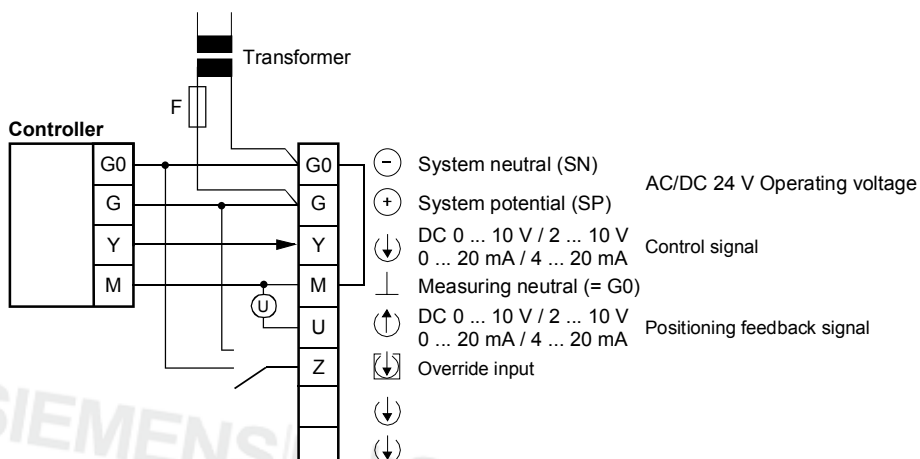 Transformer
F
Controller
G0 G0 System neutral (SN)
AC/DC 24 V Operating voltage
G G System potential (SP)
Y Y DC 0 ... 10 V / 2 ... 10 V
0 ... 20 mA / 4 ... 20 mA Control signal
M M Measuring neutral (= G0)
U U DC 0 ... 10 V / 2 ... 10 V
0 ... 20 mA / 4 ... 20 mA Positioning feedback signal
Z Override input
SIEMENS